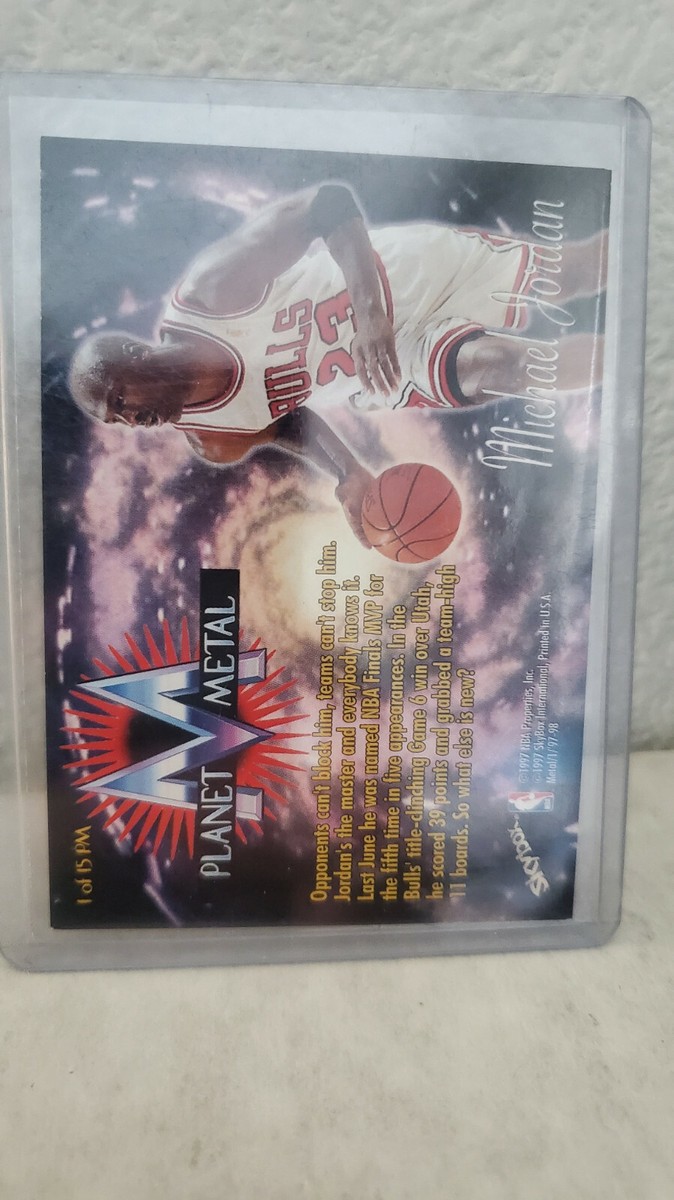 1 of 15 PM
PLANET METAL
BULLS
23
Opponents can't block him, teams can't stop him.
Jordan's the master and everybody knows it.
Last June he was named NBA Finals MVP for
the fifth time in five appearances. In the
Bulls' title-clinching Game 6 win over Utah,
he scored 39 points and grabbed a team-high
11 boards. So what else is new?
Michael Jordan
SkyBox
©1997 NBA Properties, Inc.
©1997 SkyBox International, Printed in U.S.A.
Metal/1/'97-98